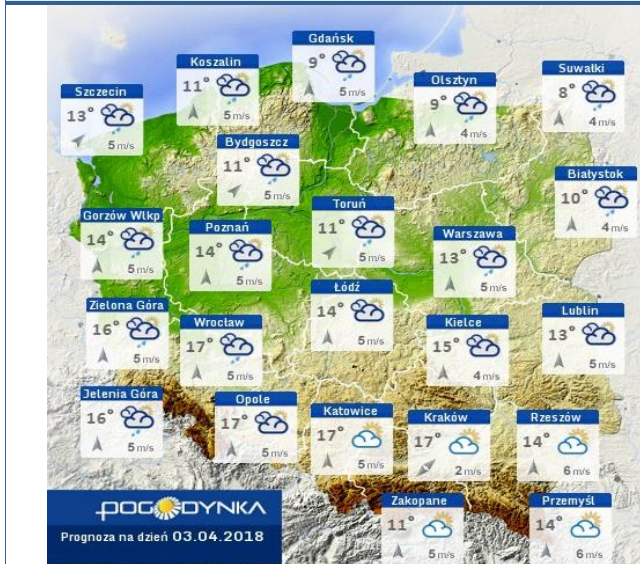 Gdańsk
9°
5 m/s
Koszalin
11°
5 m/s
Suwałki
8°
4 m/s
Olsztyn
9°
4 m/s
Szczecin
13°
5 m/s
Bydgoszcz
11°
5 m/s
Białystok
10°
4 m/s
Toruń
11°
5 m/s
Gorzów Wlkp
14°
5 m/s
Poznań
14°
5 m/s
Warszawa
13°
5 m/s
Łódź
14°
5 m/s
Zielona Góra
16°
5 m/s
Wrocław
17°
5 m/s
Kielce
15°
4 m/s
Lublin
13°
5 m/s
Jelenia Góra
16°
5 m/s
Opole
17°
5 m/s
Katowice
17°
5 m/s
Kraków
17°
2 m/s
Rzeszów
14°
6 m/s
Zakopane
11°
5 m/s
Przemyśl
14°
6 m/s
POGODYNKA
Prognoza na dzień 03.04.2018